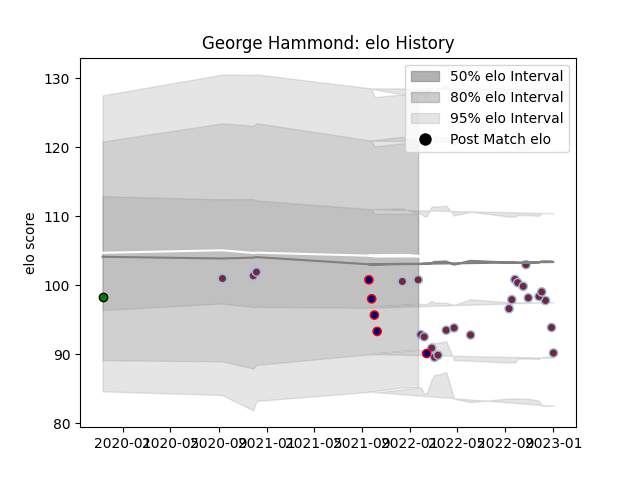 George Hammond: elo History
50% elo Interval
80% elo Interval
95% elo Interval
Post Match elo
elo score
130
120
110
100
90
80
2020-01 2020-05 2020-09 2021-01 2021-05 2021-09 2022-01 2022-05 2022-09 2023-01